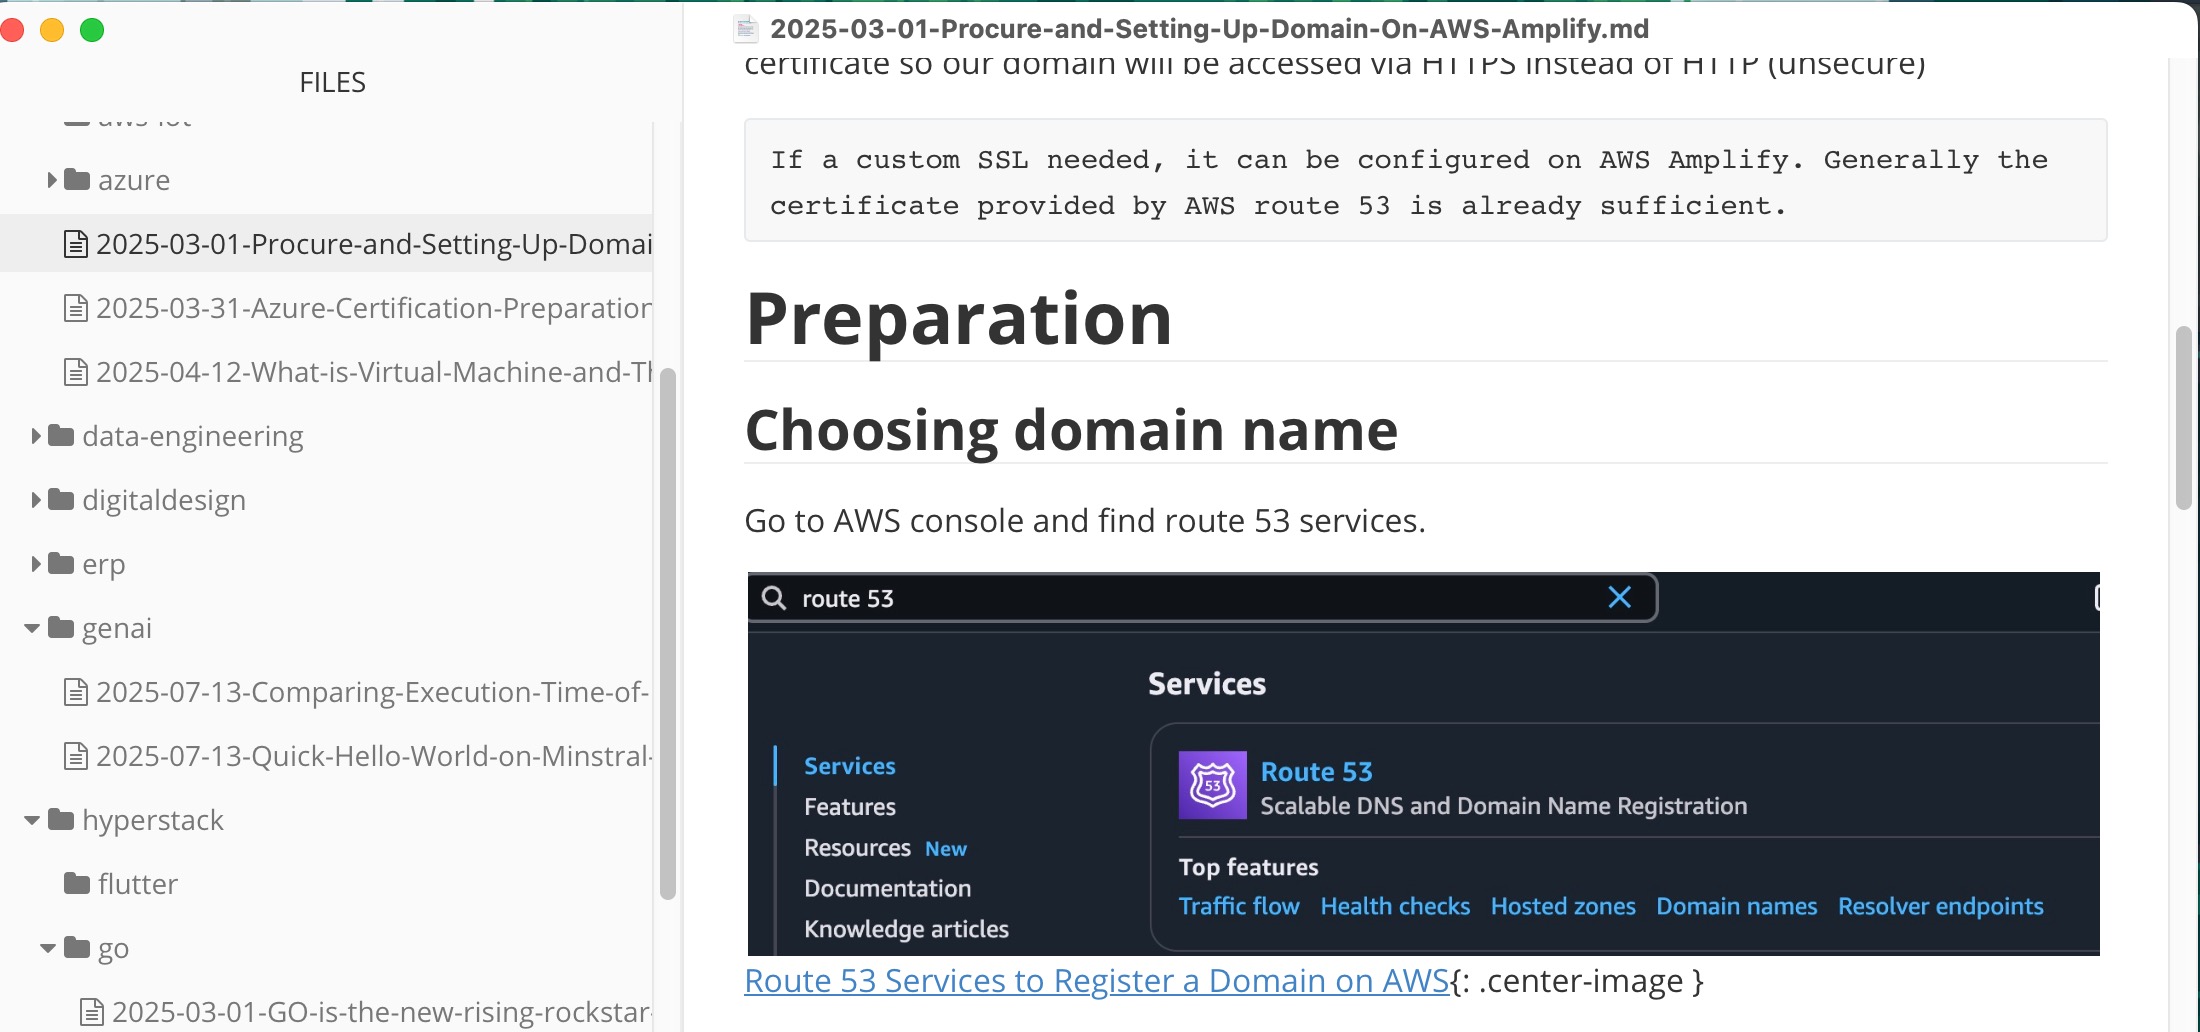 FILES
aws-iot
azure
2025-03-01-Procure-and-Setting-Up-Domai
2025-03-31-Azure-Certification-Preparation
2025-04-12-What-is-Virtual-Machine-and-Th
data-engineering
digitaldesign
erp
genai
2025-07-13-Comparing-Execution-Time-of-
2025-07-13-Quick-Hello-World-on-Minstral-
hyperstack
flutter
go
2025-03-01-GO-is-the-new-rising-rockstar-
2025-03-01-Procure-and-Setting-Up-Domain-On-AWS-Amplify.md
certificate so our domain will be accessed via HTTPS instead of HTTP (unsecure)
If a custom SSL needed, it can be configured on AWS Amplify. Generally the
certificate provided by AWS route 53 is already sufficient.
Preparation
Choosing domain name
Go to AWS console and find route 53 services.
route 53
Services
Features
Resources New
Documentation
Knowledge articles
Services
53
Route 53
Scalable DNS and Domain Name Registration
Top features
Traffic flow Health checks Hosted zones Domain names Resolver endpoints
Route 53 Services to Register a Domain on AWS{: .center-image }